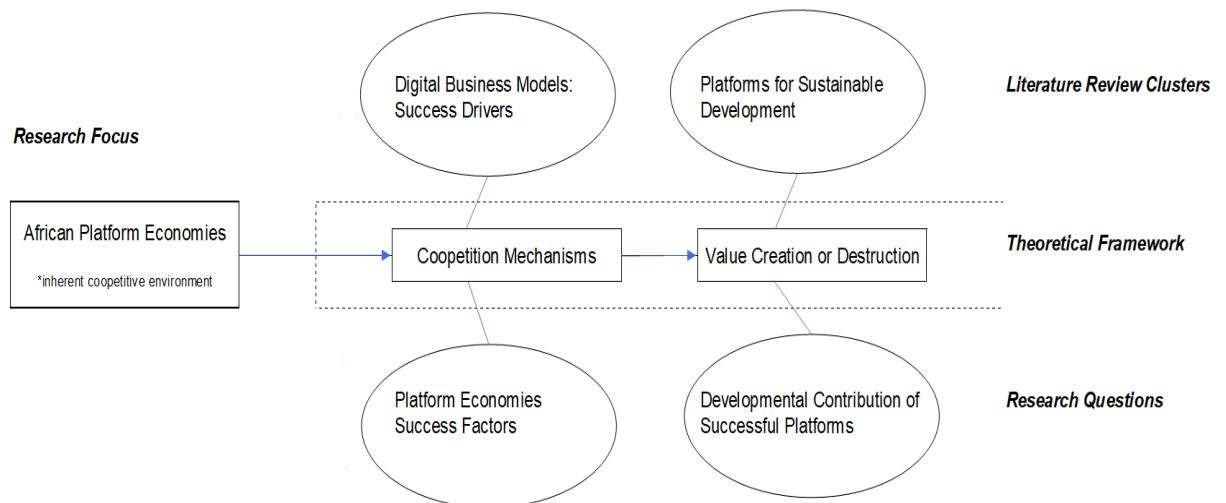 Digital Business Models:
Success Drivers
Platforms for Sustainable
Development
Literature Review Clusters
Research Focus
African Platform Economies
*inherent coopetitive environment
Coopetition Mechanisms
Value Creation or Destruction
Theoretical Framework
Platform Economies
Success Factors
Developmental Contribution of
Successful Platforms
Research Questions